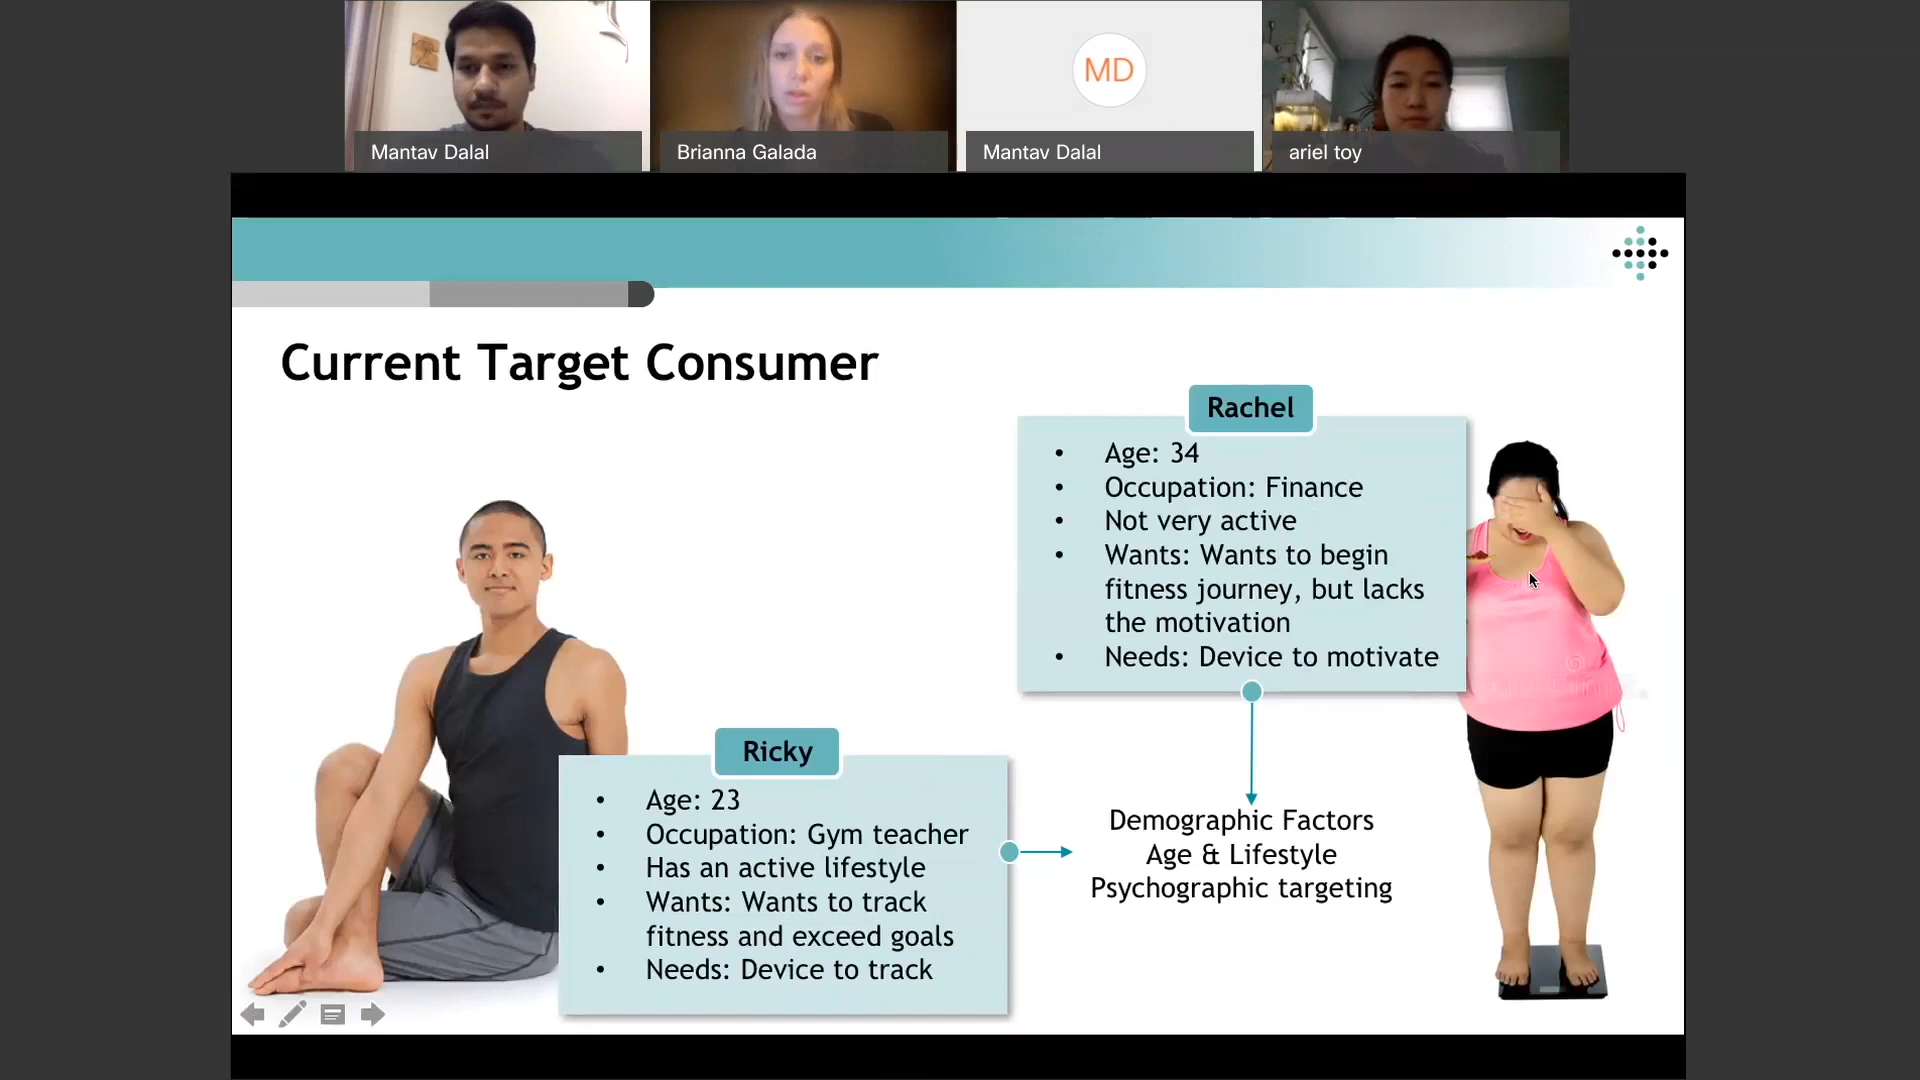 Mantav Dalal
Brianna Galada
MD
Mantav Dalal
ariel toy
Current Target Consumer
Rachel
• Age: 34
• Occupation: Finance
• Not very active
• Wants: Wants to begin
fitness journey, but lacks
the motivation
• Needs: Device to motivate
Ricky
• Age: 23
• Occupation: Gym teacher
• Has an active lifestyle
• Wants: Wants to track
fitness and exceed goals
• Needs: Device to track
Demographic Factors
Age & Lifestyle
Psychographic targeting